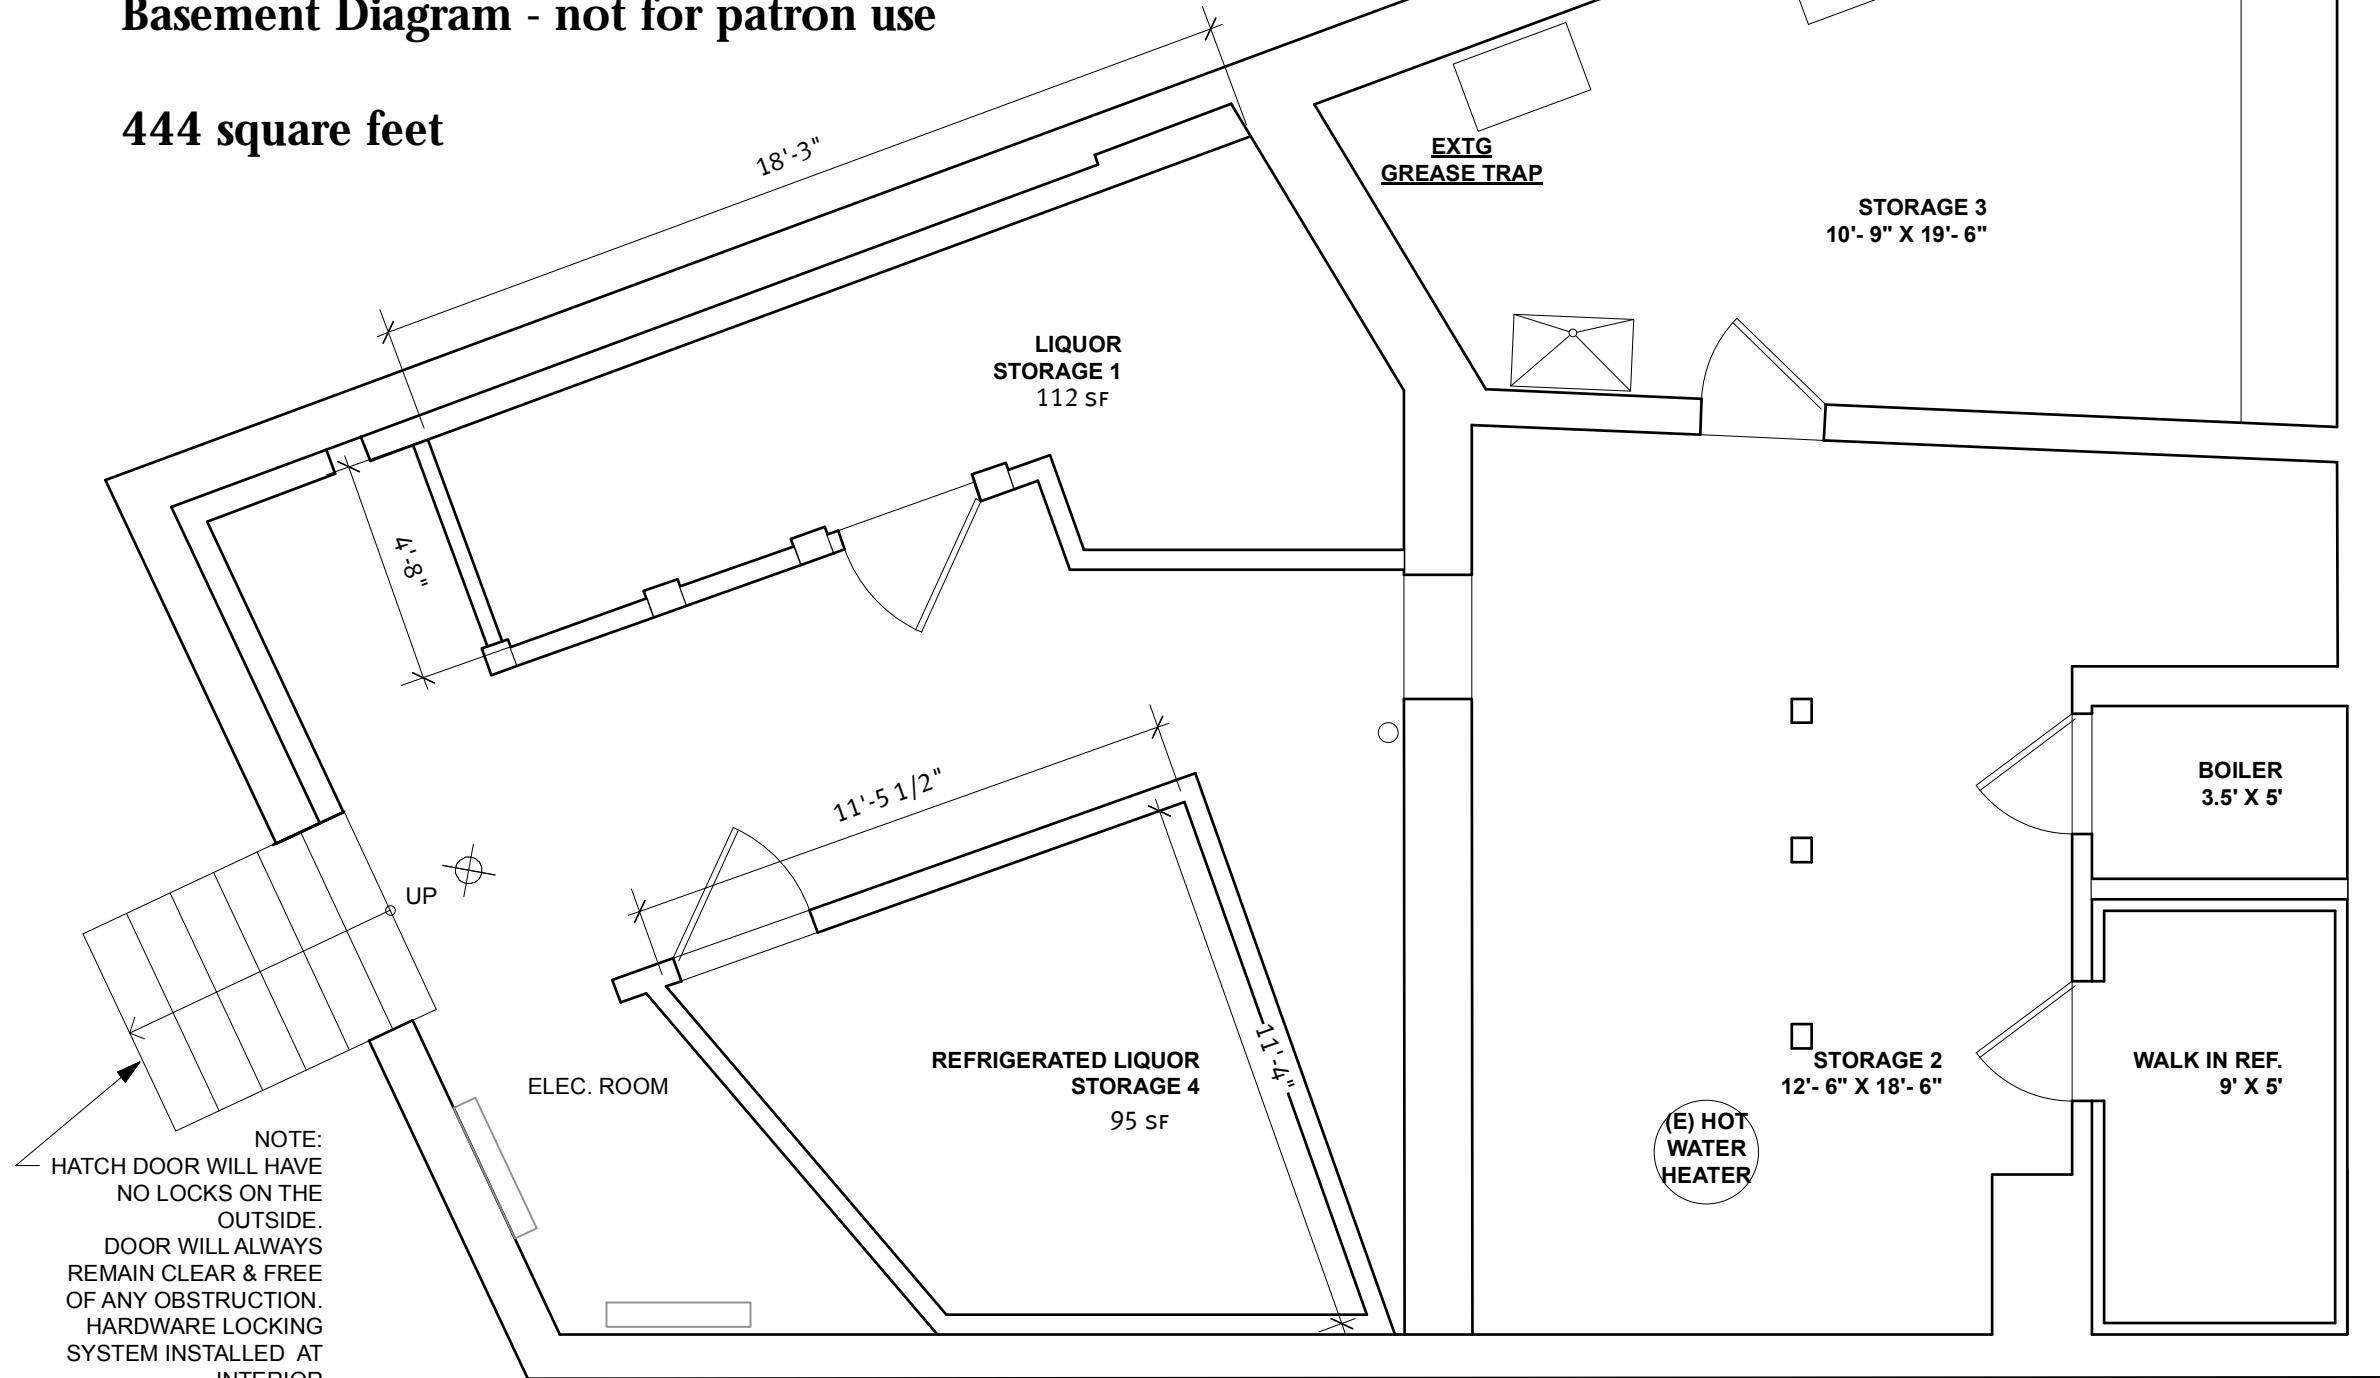 Basement Diagram - not for patron use
444 square feet
18'-3"
EXTG
GREASE TRAP
STORAGE 3
10'- 9" X 19'- 6"
LIQUOR
STORAGE 1
112 SF
4'-8"
11'-5 1/2"
BOILER
3.5' X 5'
UP
11'-4"
REFRIGERATED LIQUOR
STORAGE 4
95 SF
ELEC. ROOM
STORAGE 2
12'- 6" X 18'- 6"
WALK IN REF.
9' X 5'
(E) HOT
WATER
HEATER
NOTE:
HATCH DOOR WILL HAVE
NO LOCKS ON THE
OUTSIDE.
DOOR WILL ALWAYS
REMAIN CLEAR & FREE
OF ANY OBSTRUCTION.
HARDWARE LOCKING
SYSTEM INSTALLED AT
INTERIOR